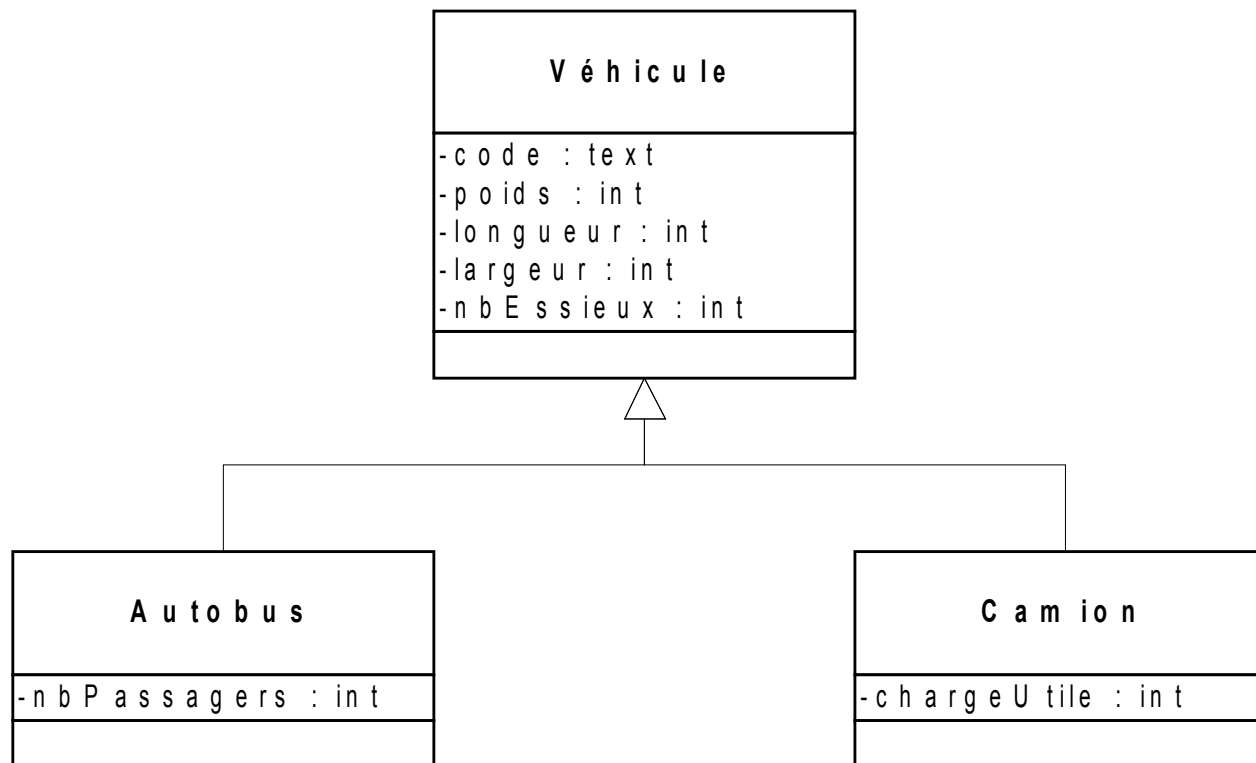 Véhicule
-code : text
-poids : int
-longueur : int
-largeur : int
-nbEssieux : int
Autobus
-nbPassagers : int
Camion
-chargeUtile : int